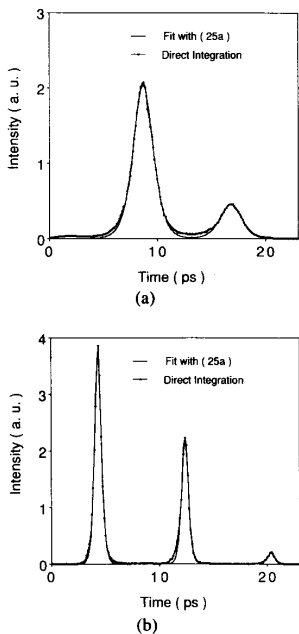 3
2
1
0
Intensity ( a. u. )
Fit with ( 25a )
Direct Integration
0
10
20
Time ( ps )
(a)
4
3
2
1
0
Intensity ( a. u. )
Fit with ( 25a )
Direct Integration
0
10
20
Time ( ps )
(b)